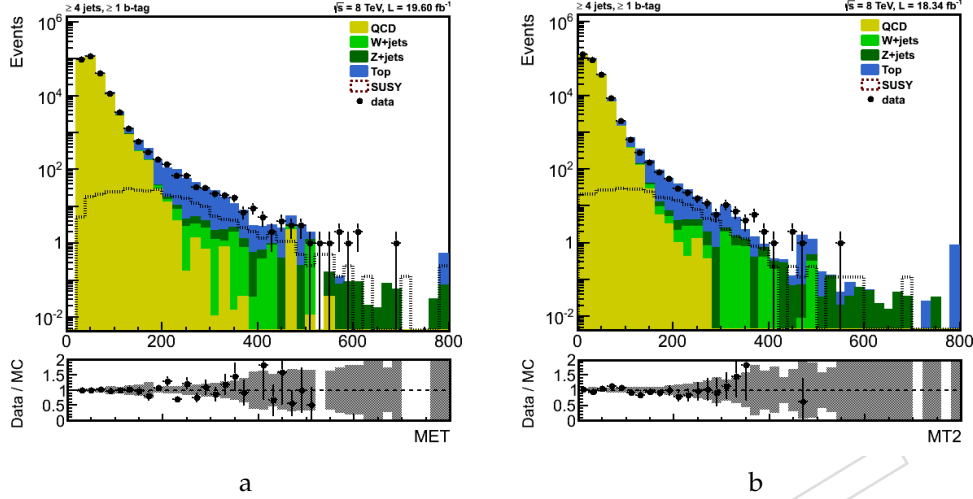 ≥ 4 jets, ≥ 1 b-tag
√s = 8 TeV, L = 19.60 fb⁻¹
Events
10⁶
10⁵
10⁴
10³
10²
10
1
10⁻¹
10⁻²
QCD
W+jets
Z+jets
Top
SUSY
data
0 200 400 600 800
Data / MC
2
1.5
1
0.5
0
MET
a
≥ 4 jets, ≥ 1 b-tag
√s = 8 TeV, L = 18.34 fb⁻¹
Events
10⁶
10⁵
10⁴
10³
10²
10
1
10⁻¹
10⁻²
QCD
W+jets
Z+jets
Top
SUSY
data
0 200 400 600 800
Data / MC
2
1.5
1
0.5
0
MT2
b